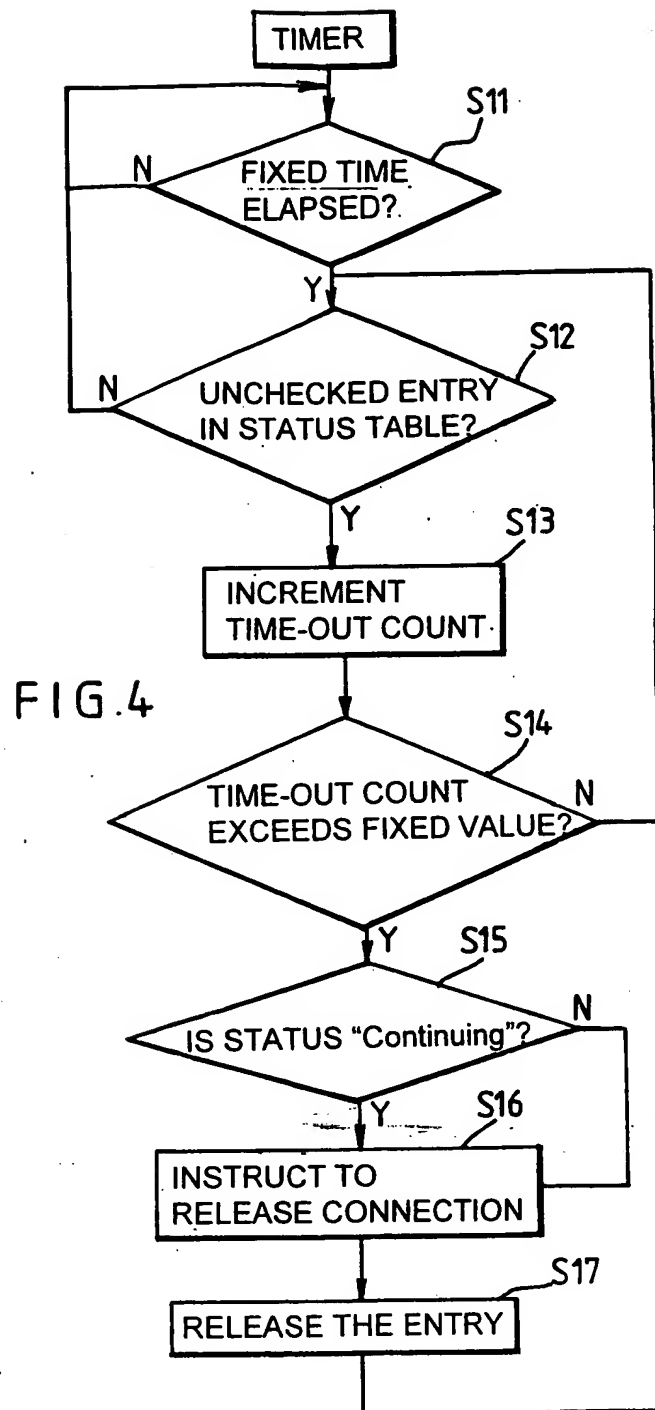 TIMER
S11
N
FIXED TIME
ELAPSED?
Y
S12
N
UNCHECKED ENTRY
IN STATUS TABLE?
Y
S13
INCREMENT
TIME-OUT COUNT
FIG.4
S14
TIME-OUT COUNT
EXCEEDS FIXED VALUE?
N
Y
S15
N
IS STATUS “Continuing”?
Y
S16
INSTRUCT TO
RELEASE CONNECTION
S17
RELEASE THE ENTRY